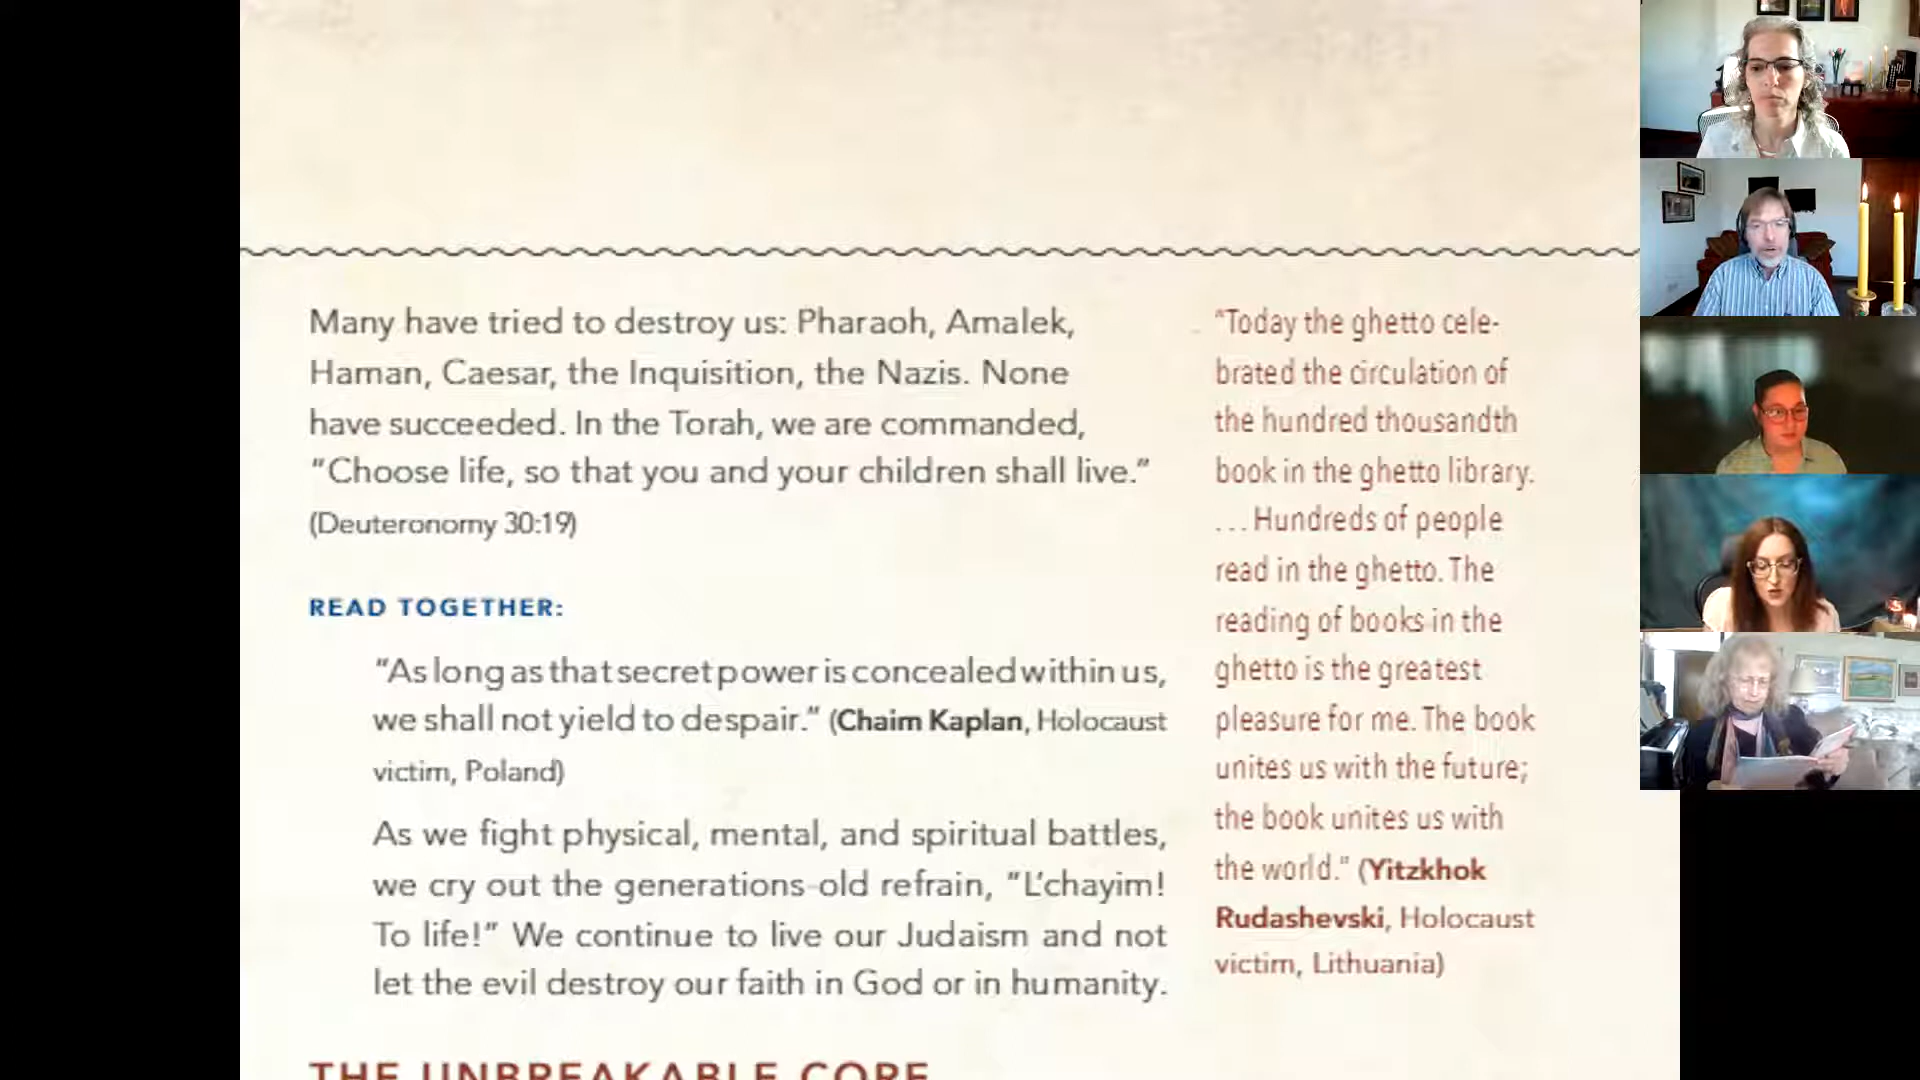 Many have tried to destroy us: Pharaoh, Amalek,
Haman, Caesar, the Inquisition, the Nazis. None
have succeeded. In the Torah, we are commanded,
“Choose life, so that you and your children shall live.”
(Deuteronomy 30:19)
READ TOGETHER:
“As long as that secret power is concealed within us,
we shall not yield to despair.” (Chaim Kaplan, Holocaust
victim, Poland)
As we fight physical, mental, and spiritual battles,
we cry out the generations-old refrain, “L’chayim!
To life!” We continue to live our Judaism and not
let the evil destroy our faith in God or in humanity.
THE UNBREAKABLE CORE
“Today the ghetto cele-
brated the circulation of
the hundred thousandth
book in the ghetto library.
. . . Hundreds of people
read in the ghetto. The
reading of books in the
ghetto is the greatest
pleasure for me. The book
unites us with the future;
the book unites us with
the world.” (Yitzkhok
Rudashevski, Holocaust
victim, Lithuania)